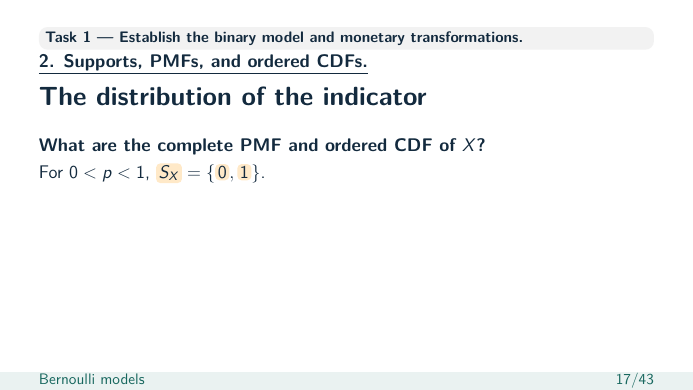 Task 1 — Establish the binary model and monetary transformations.
2. Supports, PMFs, and ordered CDFs.
The distribution of the indicator
What are the complete PMF and ordered CDF of X?
For 0 < p < 1, S_X = {0, 1}.
Bernoulli models 17/43